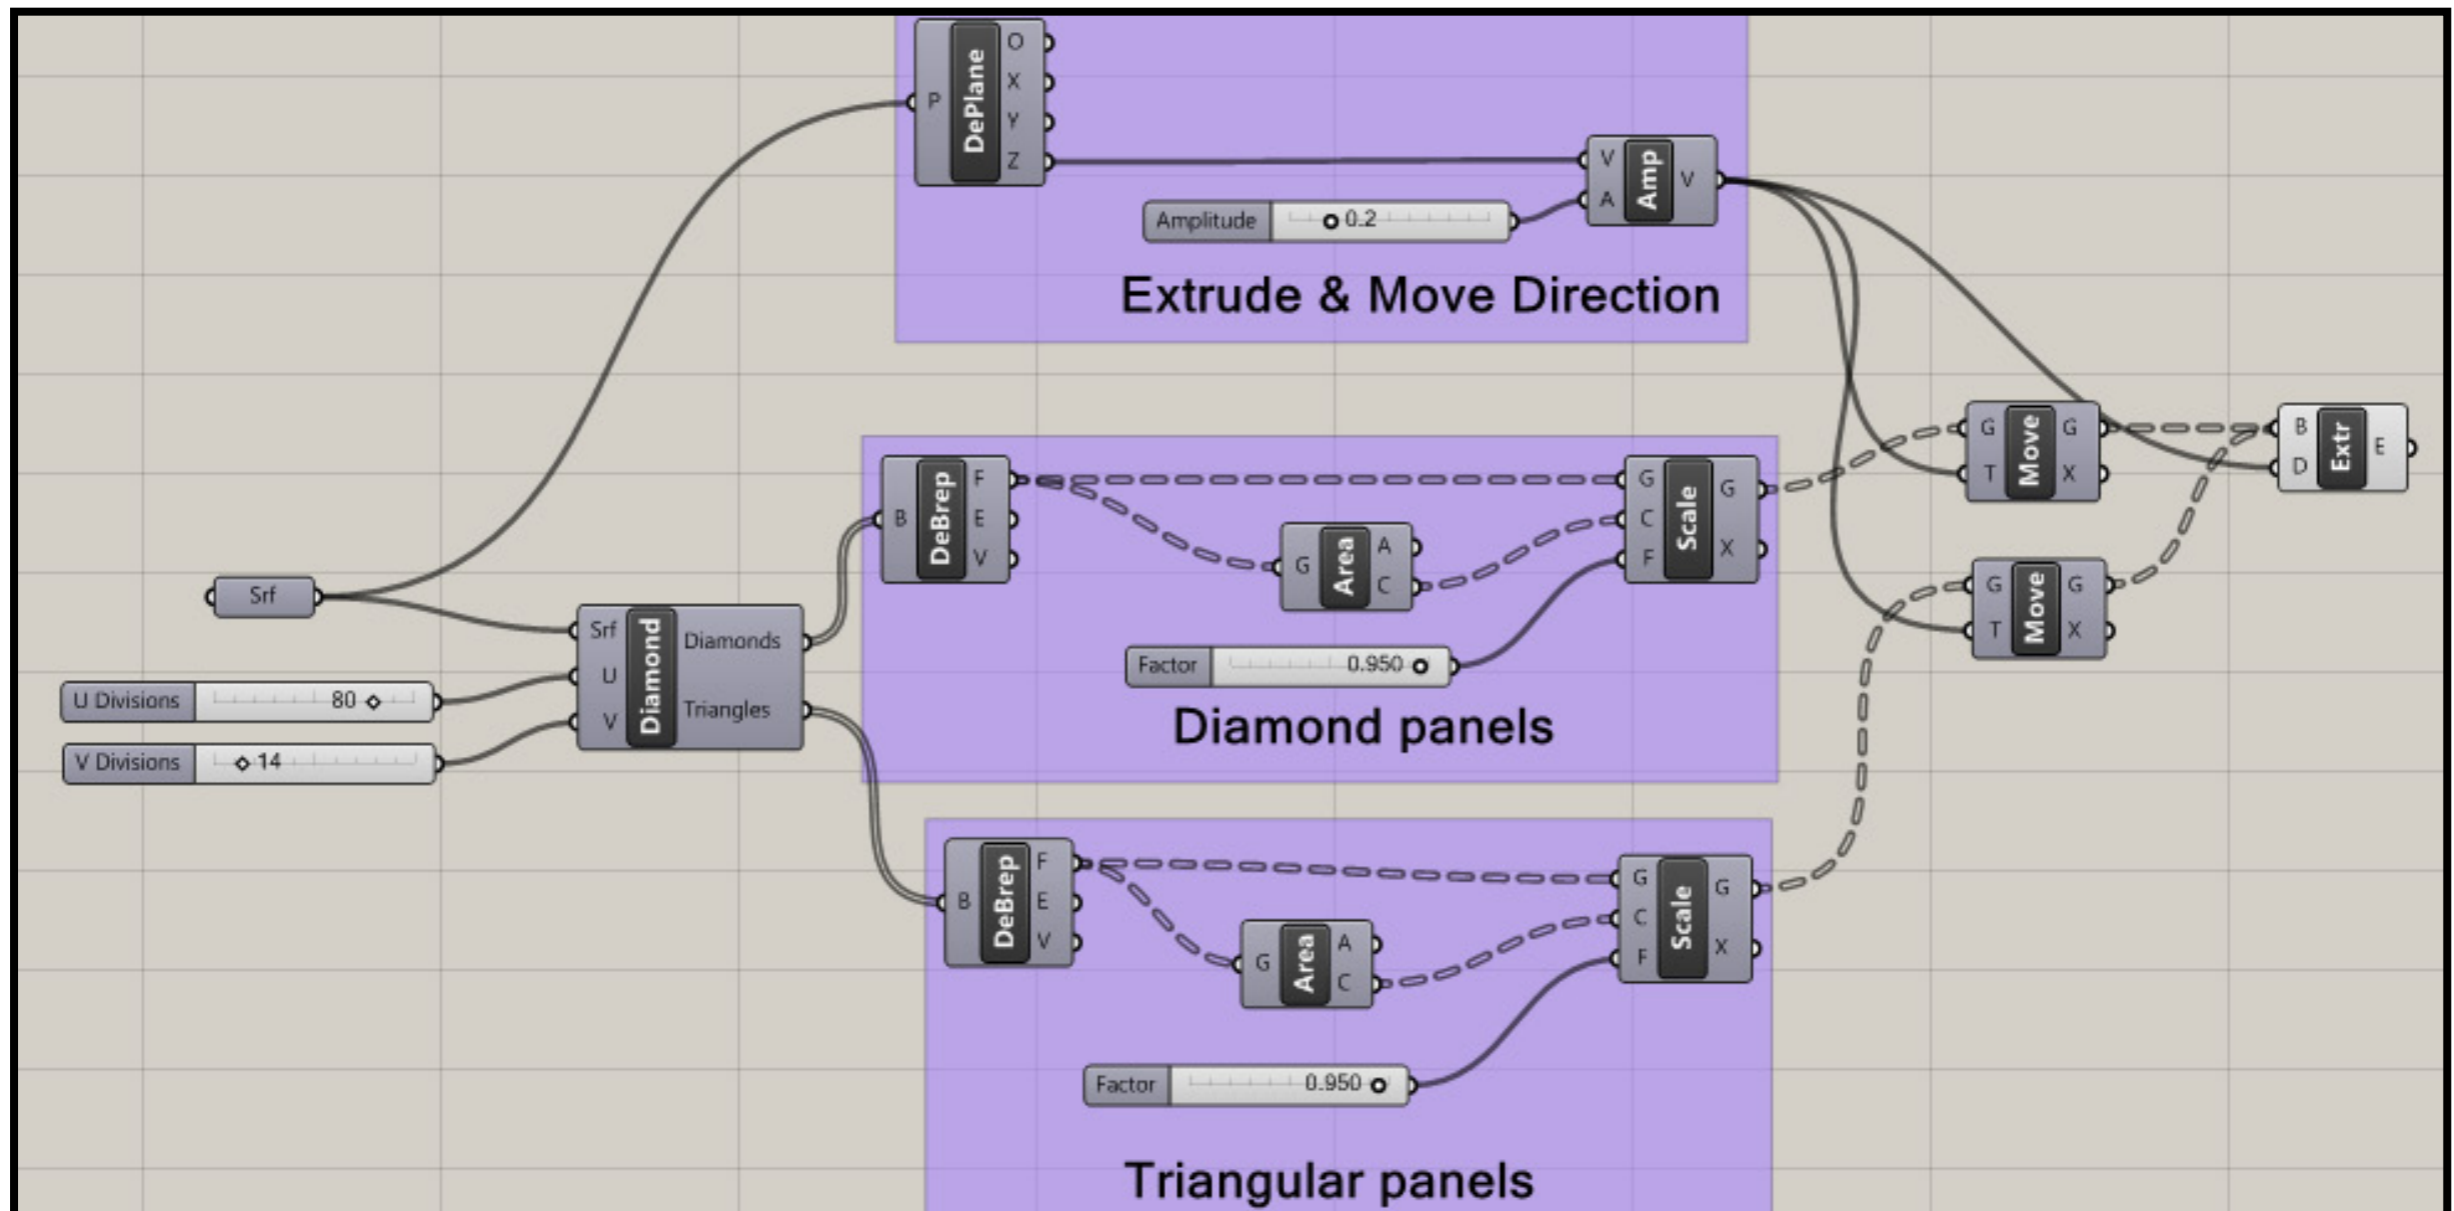 O
X
P
DePlane
Y
Z
V
A
Amp
V
Amplitude
0.2
Extrude & Move Direction
G
T
Move
G
X
B
D
Extr
E
B
DeBrep
F
E
V
G
Area
A
C
G
C
F
Scale
G
X
Factor
0.950
Diamond panels
G
T
Move
G
X
Srf
Srf
U
V
Diamond
Diamonds
Triangles
U Divisions
80
V Divisions
14
B
DeBrep
F
E
V
G
Area
A
C
G
C
F
Scale
G
X
Factor
0.950
Triangular panels